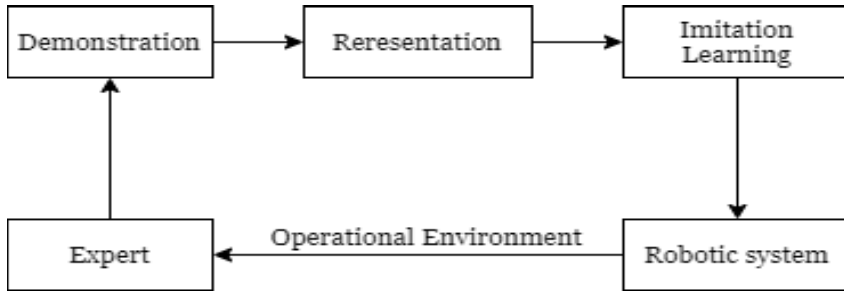 Demonstration
Reresentation
Imitation
Learning
Operational Environment
Expert
Robotic system